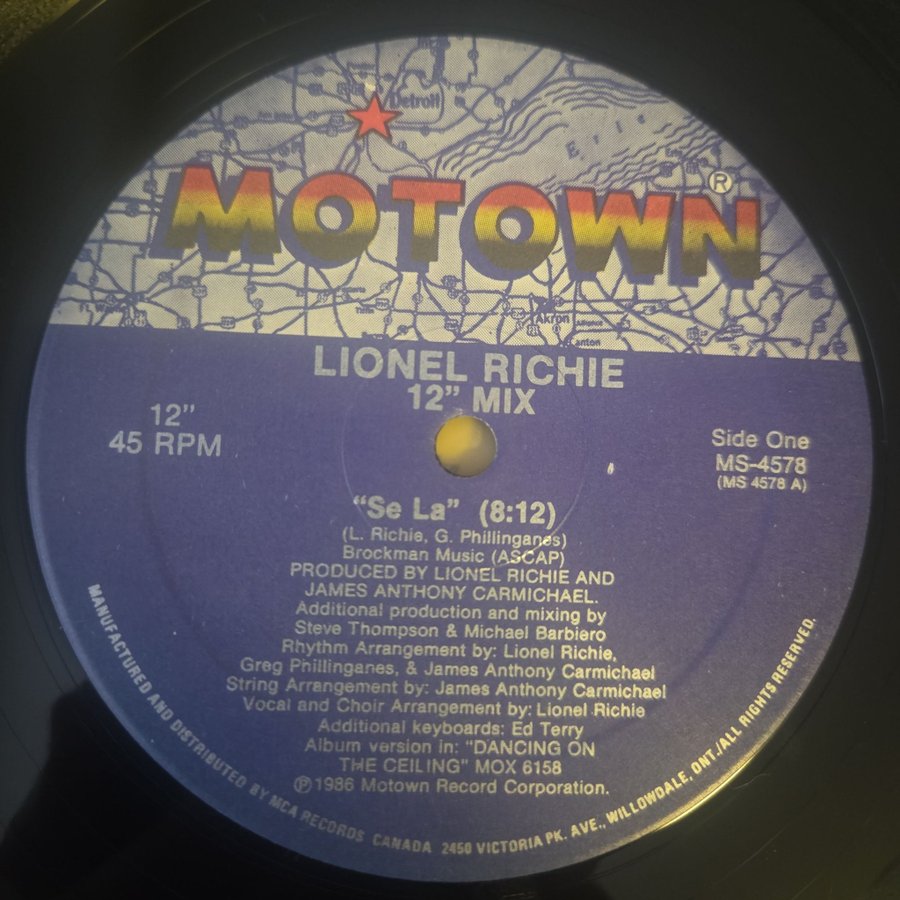 Detroit
Erie
MOTOWN®
Akron
LIONEL RICHIE
12” MIX
12”
45 RPM
Side One
MS-4578
(MS 4578 A)
“Se La” (8:12)
(L. Richie, G. Phillinganes)
Brockman Music (ASCAP)
PRODUCED BY LIONEL RICHIE AND
JAMES ANTHONY CARMICHAEL.
Additional production and mixing by
Steve Thompson & Michael Barbiero
Rhythm Arrangement by: Lionel Richie,
Greg Phillinganes, & James Anthony Carmichael
String Arrangement by: James Anthony Carmichael
Vocal and Choir Arrangement by: Lionel Richie
Additional keyboards: Ed Terry
Album version in: “DANCING ON
THE CEILING” MOX 6158
℗1986 Motown Record Corporation.
MANUFACTURED AND DISTRIBUTED BY MCA RECORDS CANADA 2450 VICTORIA PK. AVE., WILLOWDALE, ONT./ALL RIGHTS RESERVED.